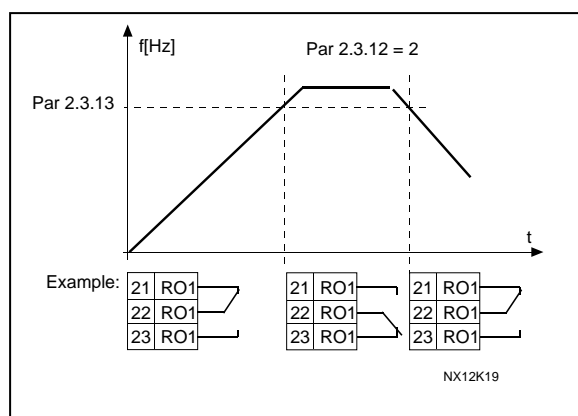 f[Hz]
Par 2.3.12 = 2
Par 2.3.13
t
Example:
21 RO1
22 RO1
23 RO1
21 RO1
22 RO1
23 RO1
21 RO1
22 RO1
23 RO1
NX12K19